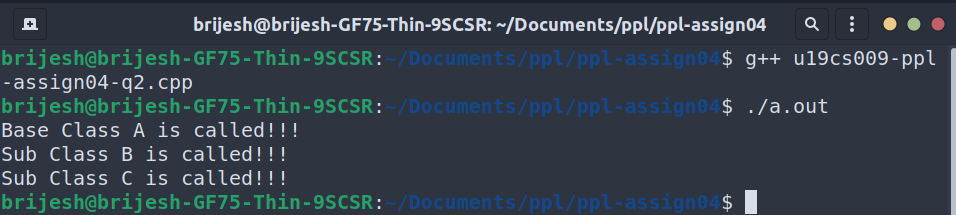 brijesh@brijesh-GF75-Thin-9SCSR: ~/Documents/ppl/ppl-assign04
brijesh@brijesh-GF75-Thin-9SCSR:~/Documents/ppl/ppl-assign04$ g++ u19cs009-ppl
-assign04-q2.cpp
brijesh@brijesh-GF75-Thin-9SCSR:~/Documents/ppl/ppl-assign04$ ./a.out
Base Class A is called!!!
Sub Class B is called!!!
Sub Class C is called!!!
brijesh@brijesh-GF75-Thin-9SCSR:~/Documents/ppl/ppl-assign04$